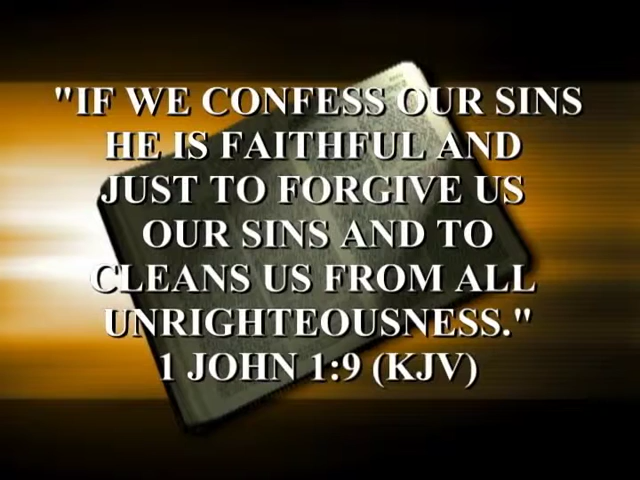 "IF WE CONFESS OUR SINS
HE IS FAITHFUL AND
JUST TO FORGIVE US
OUR SINS AND TO
CLEANS US FROM ALL
UNRIGHTEOUSNESS."
1 JOHN 1:9 (KJV)